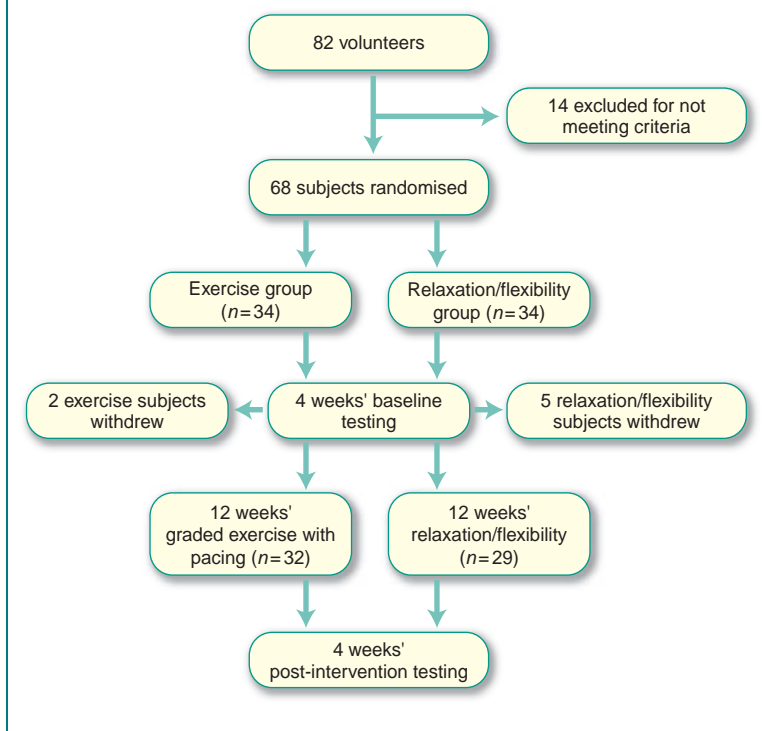 82 volunteers
14 excluded for not
meeting criteria
68 subjects randomised
Exercise group
(n=34)
Relaxation/flexibility
group (n=34)
2 exercise subjects
withdrew
4 weeks' baseline
testing
5 relaxation/flexibility
subjects withdrew
12 weeks'
graded exercise with
pacing (n=32)
12 weeks'
relaxation/flexibility
(n=29)
4 weeks'
post-intervention testing